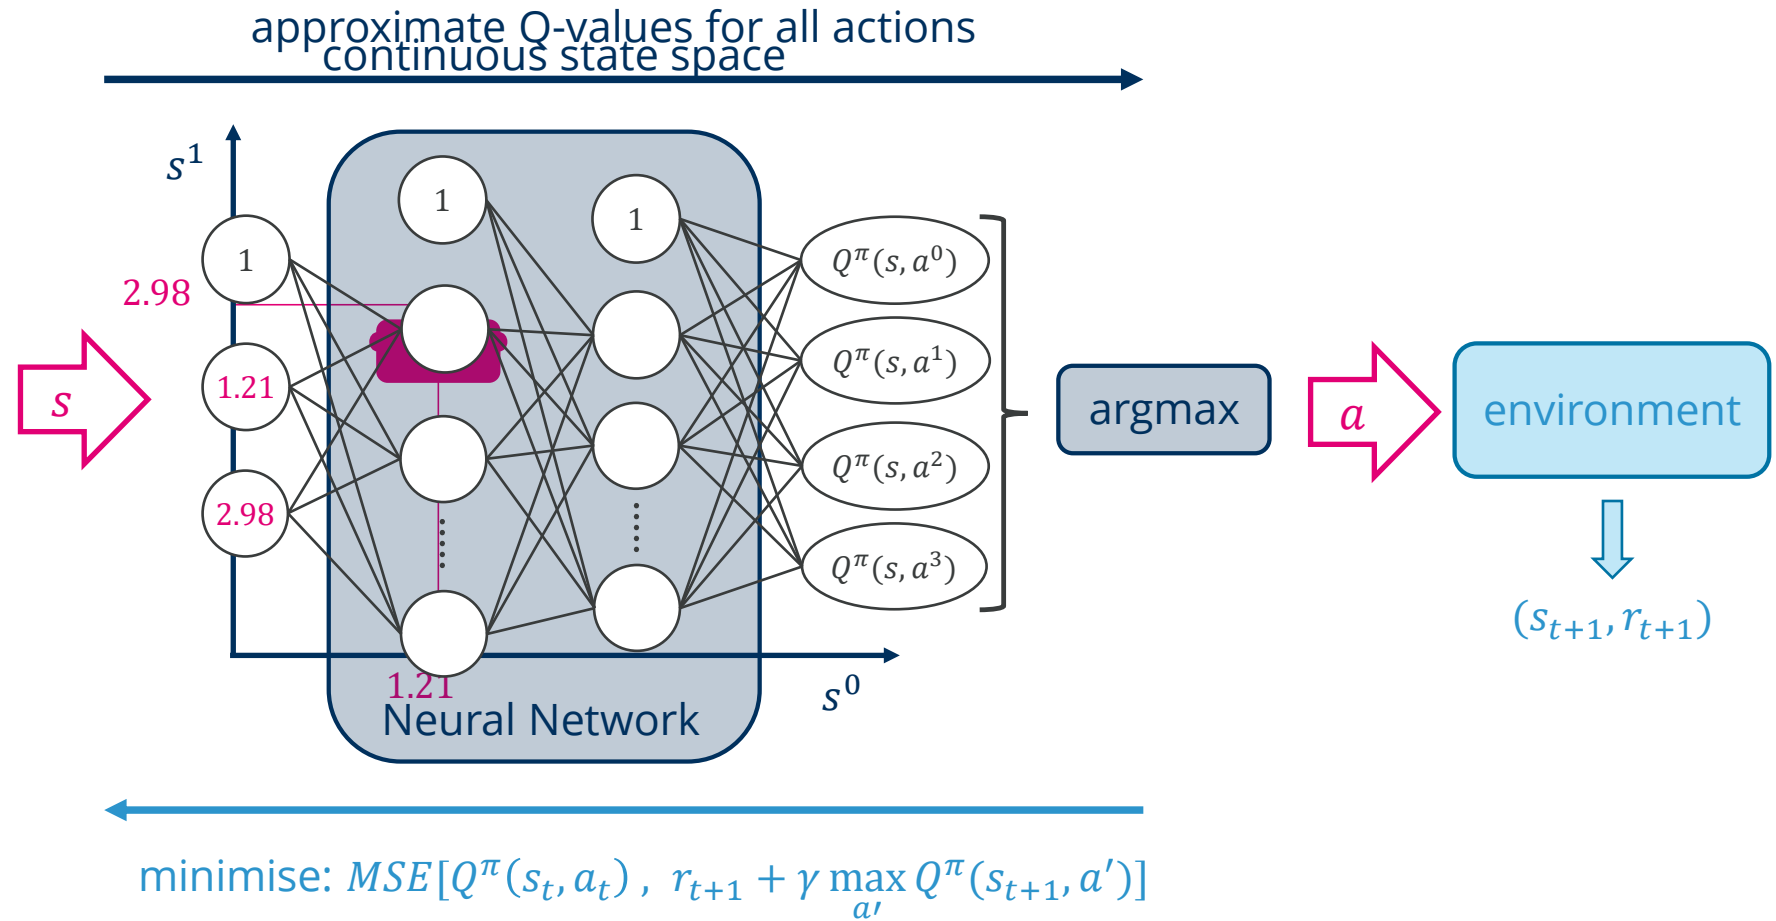 approximate Q-values for all actions
continuous state space
s¹
1
1
1
2.98
1.21
2.98
s
Q^π(s, a⁰)
Q^π(s, a¹)
Q^π(s, a²)
Q^π(s, a³)
argmax
a
environment
(s_{t+1}, r_{t+1})
1.21
s⁰
Neural Network
minimise: MSE[Q^π(s_t, a_t) , r_{t+1} + γ max_{a′} Q^π(s_{t+1}, a′)]